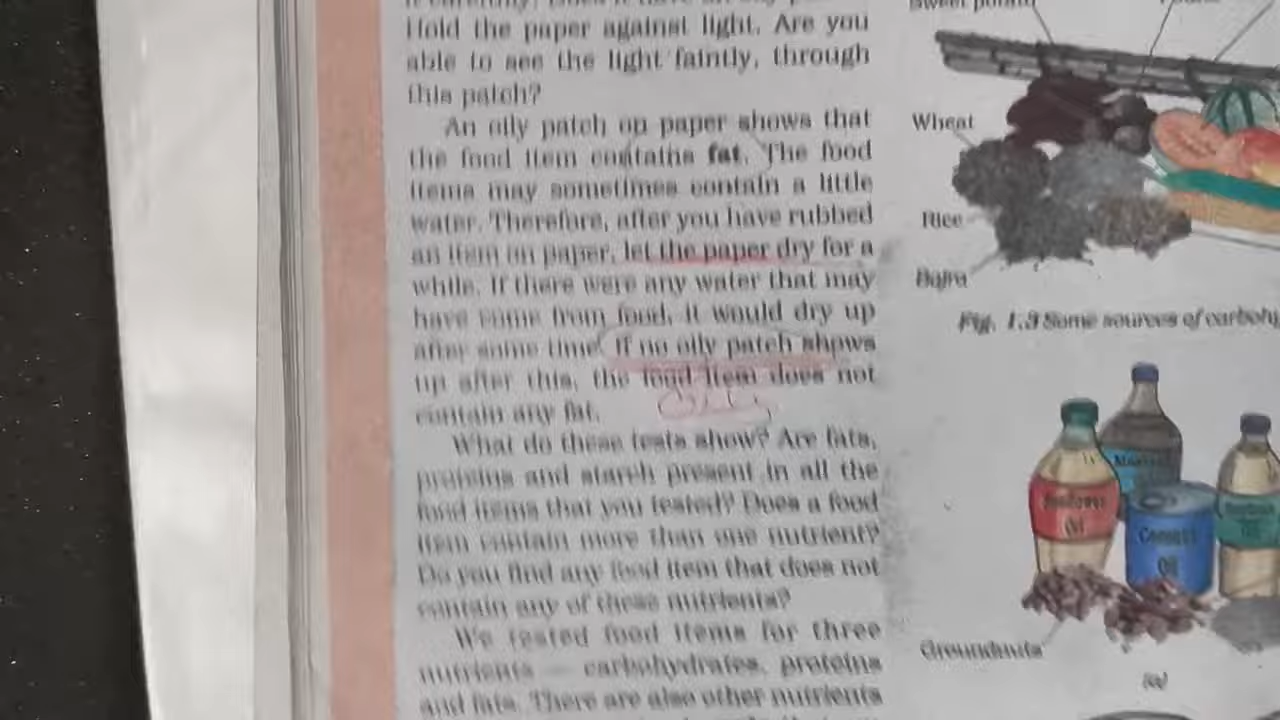 Hold the paper against light. Are you
able to see the light faintly, through
this patch?
An oily patch on paper shows that
the food item contains fat. The food
items may sometimes contain a little
water. Therefore, after you have rubbed
an item on paper, let the paper dry for a
while. If there were any water that may
have come from food, it would dry up
after some time. If no oily patch shows
up after this, the food item does not
contain any fat.
What do these tests show? Are fats,
proteins and starch present in all the
food items that you tested? Does a food
item contain more than one nutrient?
Do you find any food item that does not
contain any of these nutrients?
We tested food items for three
nutrients — carbohydrates, proteins
and fats. There are also other nutrients
Sweet potato
Wheat
Rice
Bajra
Fig. 1.3 Some sources of carbohy
Oil
Oil
Groundnuts
(a)